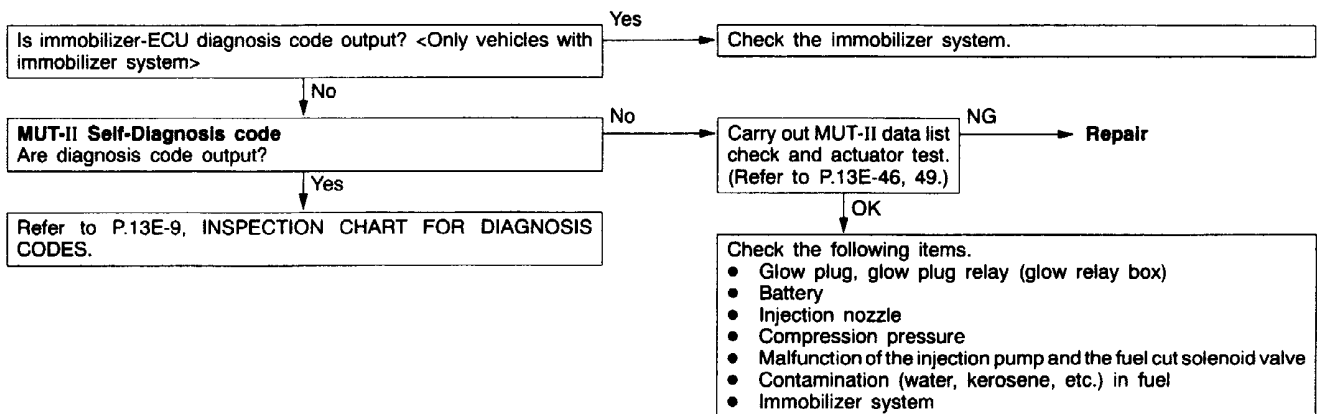 Is immobilizer-ECU diagnosis code output? <Only vehicles with
immobilizer system>
Yes
Check the immobilizer system.
No
MUT-II Self-Diagnosis code
Are diagnosis code output?
No
Carry out MUT-II data list
check and actuator test.
(Refer to P.13E-46, 49.)
NG
Repair
Yes
Refer to P.13E-9, INSPECTION CHART FOR DIAGNOSIS
CODES.
OK
Check the following items.
● Glow plug, glow plug relay (glow relay box)
● Battery
● Injection nozzle
● Compression pressure
● Malfunction of the injection pump and the fuel cut solenoid valve
● Contamination (water, kerosene, etc.) in fuel
● Immobilizer system